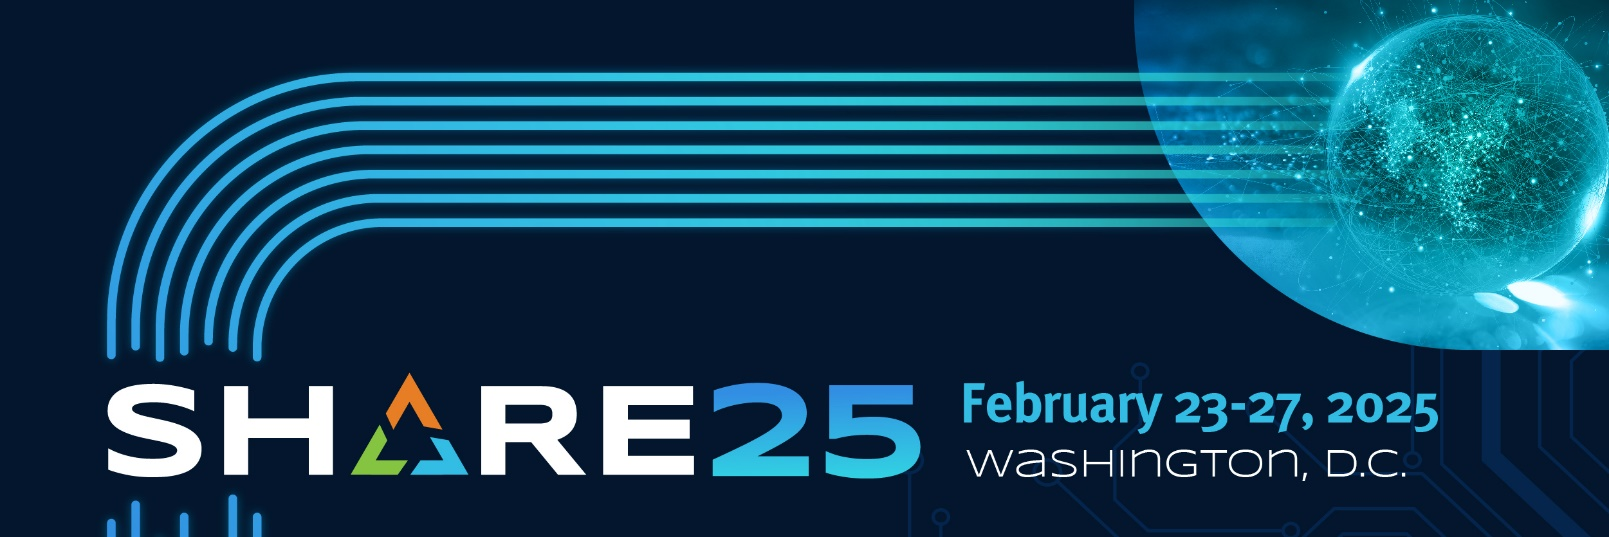 SHARE25
February 23-27, 2025
WASHINGTON, D.C.